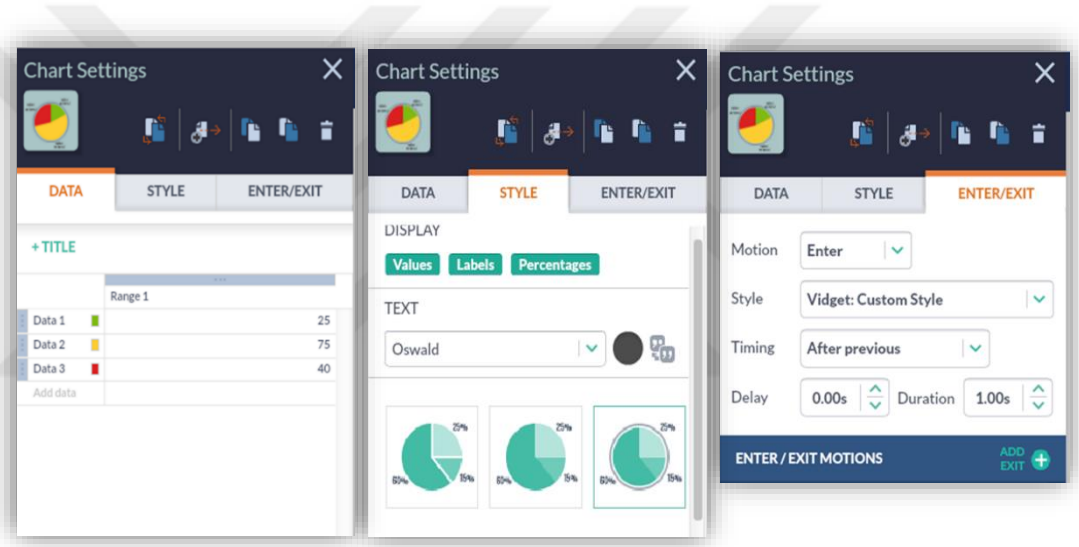 Chart Settings
DATA STYLE ENTER/EXIT
+ TITLE
Range 1
Data 1 25
Data 2 75
Data 3 40
Add data
Chart Settings
DATA STYLE ENTER/EXIT
DISPLAY
Values Labels Percentages
TEXT
Oswald
25% 25% 25%
60% 15% 60% 15% 60% 15%
Chart Settings
DATA STYLE ENTER/EXIT
Motion Enter
Style Vidget: Custom Style
Timing After previous
Delay 0.00s Duration 1.00s
ENTER / EXIT MOTIONS ADD
EXIT